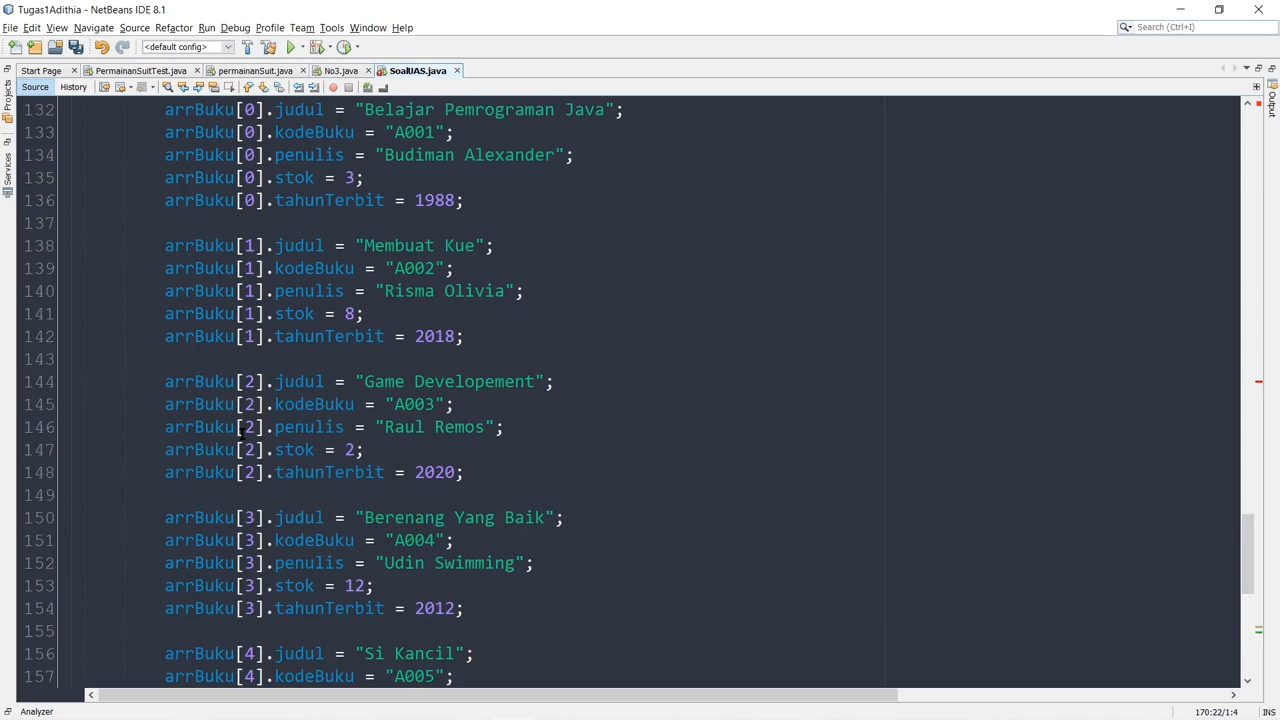 Tugas1Adithia - NetBeans IDE 8.1
File Edit View Navigate Source Refactor Run Debug Profile Team Tools Window Help
Search (Ctrl+I)
<default config>
Start Page PermainanSuitTest.java permainanSuit.java No3.java SoalUAS.java
Source History
Projects
Services
Output
132 arrBuku[0].judul = "Belajar Pemrograman Java";
133 arrBuku[0].kodeBuku = "A001";
134 arrBuku[0].penulis = "Budiman Alexander";
135 arrBuku[0].stok = 3;
136 arrBuku[0].tahunTerbit = 1988;
137
138 arrBuku[1].judul = "Membuat Kue";
139 arrBuku[1].kodeBuku = "A002";
140 arrBuku[1].penulis = "Risma Olivia";
141 arrBuku[1].stok = 8;
142 arrBuku[1].tahunTerbit = 2018;
143
144 arrBuku[2].judul = "Game Developement";
145 arrBuku[2].kodeBuku = "A003";
146 arrBuku[2].penulis = "Raul Remos";
147 arrBuku[2].stok = 2;
148 arrBuku[2].tahunTerbit = 2020;
149
150 arrBuku[3].judul = "Berenang Yang Baik";
151 arrBuku[3].kodeBuku = "A004";
152 arrBuku[3].penulis = "Udin Swimming";
153 arrBuku[3].stok = 12;
154 arrBuku[3].tahunTerbit = 2012;
155
156 arrBuku[4].judul = "Si Kancil";
157 arrBuku[4].kodeBuku = "A005";
Analyzer
170:22/1:4 INS